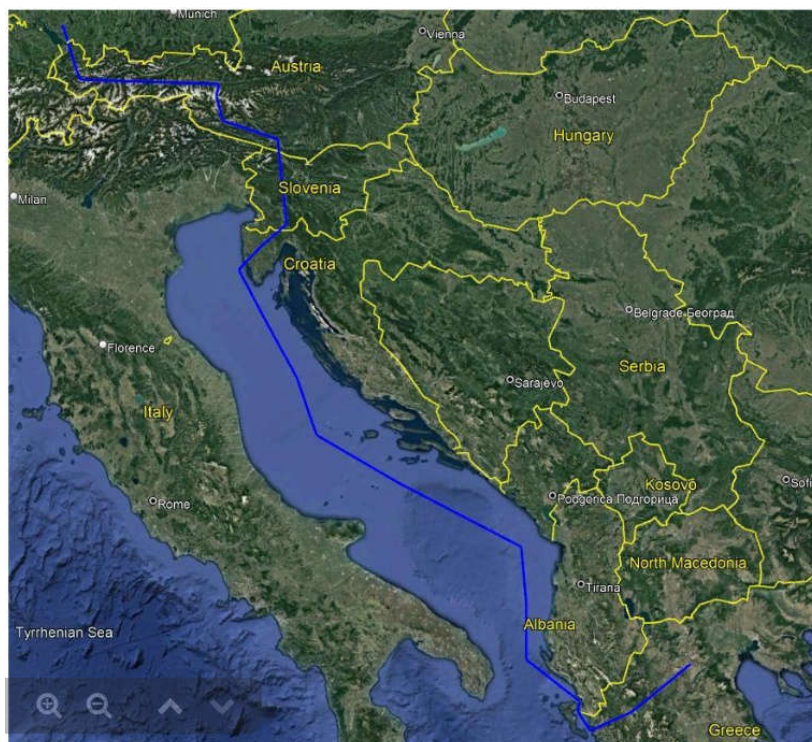 Munich
Vienna
Austria
Budapest
Hungary
Slovenia
Milan
Croatia
Belgrade Београд
Florence
Serbia
Sarajevo
Italy
Kosovo
Sofi
Podgorica Подгорица
Rome
North Macedonia
Tirana
Albania
Tyrrhenian Sea
Greece